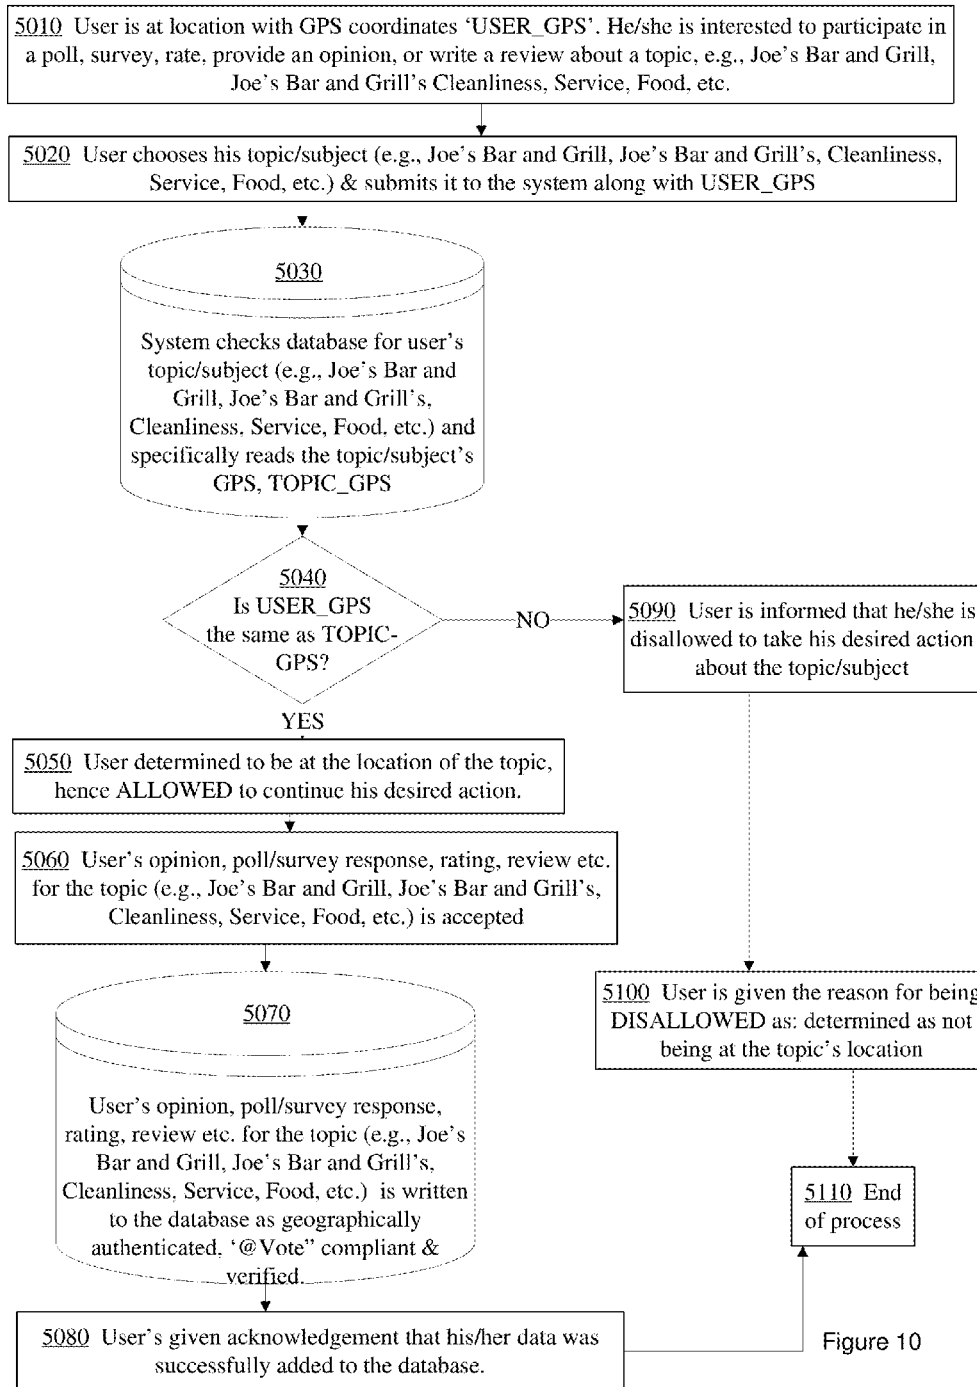 5010 User is at location with GPS coordinates ‘USER_GPS’. He/she is interested to participate in
a poll, survey, rate, provide an opinion, or write a review about a topic, e.g., Joe's Bar and Grill,
Joe's Bar and Grill's Cleanliness, Service, Food, etc.
5020 User chooses his topic/subject (e.g., Joe's Bar and Grill, Joe's Bar and Grill's, Cleanliness,
Service, Food, etc.) & submits it to the system along with USER_GPS
5030
System checks database for user's
topic/subject (e.g., Joe's Bar and
Grill, Joe's Bar and Grill's,
Cleanliness, Service, Food, etc.) and
specifically reads the topic/subject's
GPS, TOPIC_GPS
5040
Is USER_GPS
the same as TOPIC-
GPS?
NO
5090 User is informed that he/she is
disallowed to take his desired action
about the topic/subject
YES
5050 User determined to be at the location of the topic,
hence ALLOWED to continue his desired action.
5060 User's opinion, poll/survey response, rating, review etc.
for the topic (e.g., Joe's Bar and Grill, Joe's Bar and Grill's,
Cleanliness, Service, Food, etc.) is accepted
5100 User is given the reason for being
DISALLOWED as: determined as not
being at the topic's location
5070
User's opinion, poll/survey response,
rating, review etc. for the topic (e.g., Joe's
Bar and Grill, Joe's Bar and Grill's,
Cleanliness, Service, Food, etc.) is written
to the database as geographically
authenticated, ‘@Vote” compliant &
verified.
5110 End
of process
5080 User's given acknowledgement that his/her data was
successfully added to the database.
Figure 10